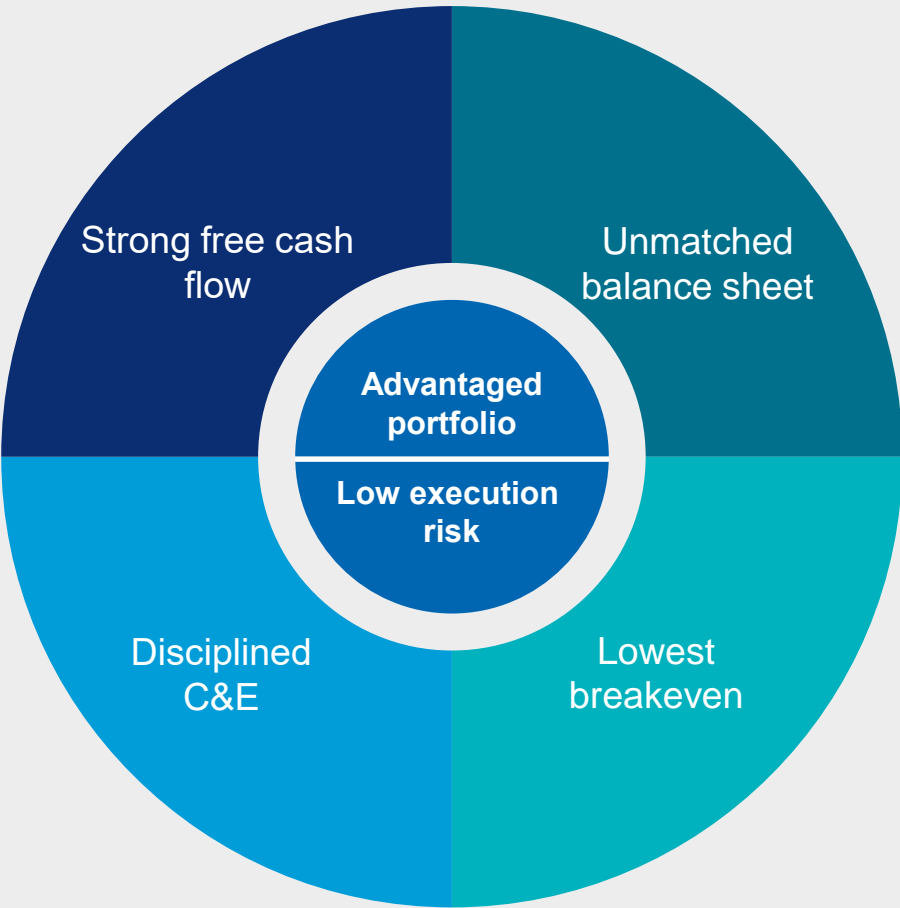 Strong free cash
flow
Unmatched
balance sheet
Advantaged
portfolio
Low execution
risk
Disciplined
C&E
Lowest
breakeven